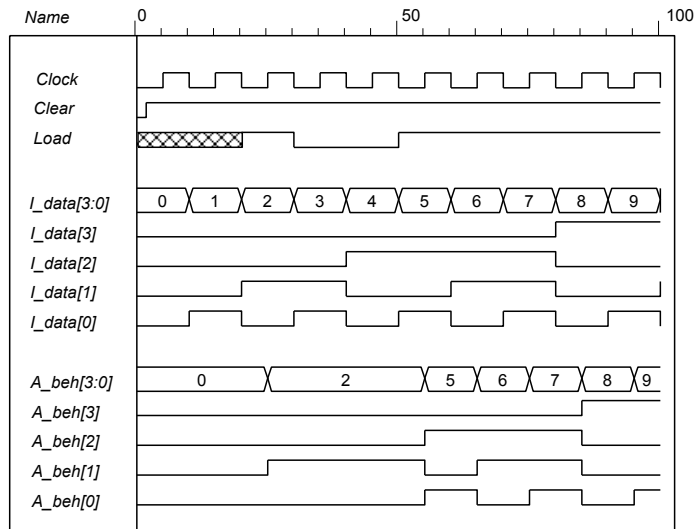 Name 0 50 100
Clock
Clear
Load
I_data[3:0] 0 1 2 3 4 5 6 7 8 9
I_data[3]
I_data[2]
I_data[1]
I_data[0]
A_beh[3:0] 0 2 5 6 7 8 9
A_beh[3]
A_beh[2]
A_beh[1]
A_beh[0]